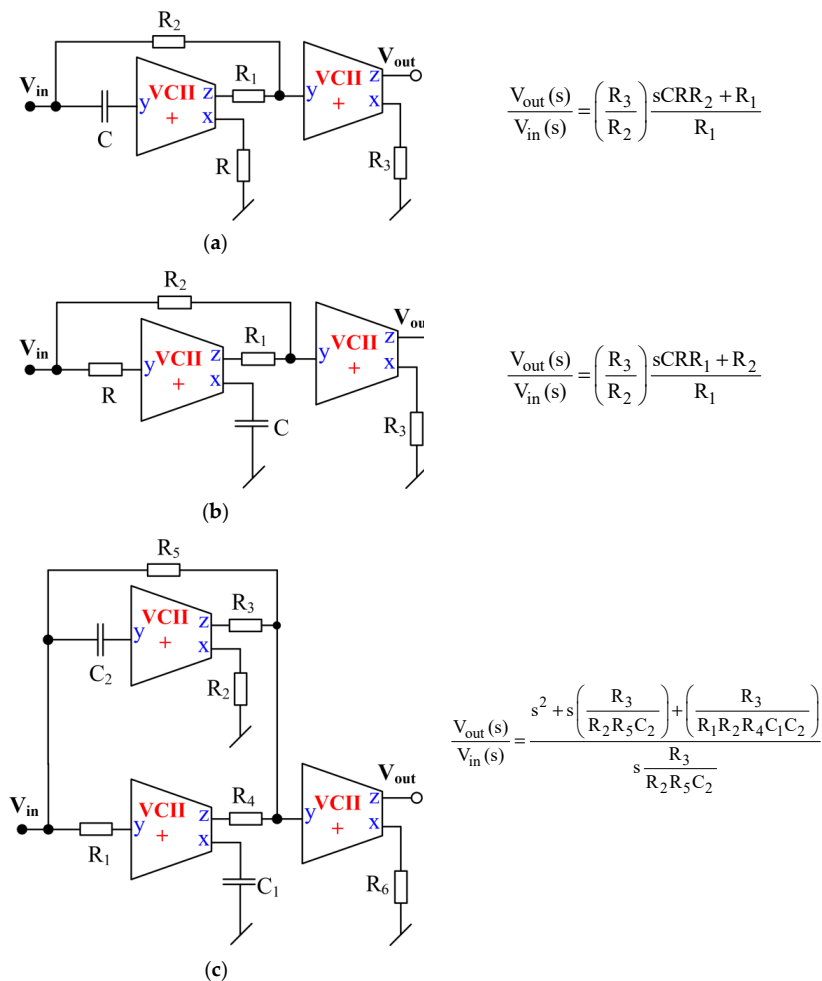 R2
Vin
VCII
+
y
z
x
R1
C
R
VCII
+
y
z
x
Vout
R3
Vout(s)/Vin(s) = (R3/R2) (sCRR2 + R1)/R1
(a)
R2
Vin
R
VCII
+
y
z
x
R1
C
VCII
+
y
z
x
Vou
R3
Vout(s)/Vin(s) = (R3/R2) (sCRR1 + R2)/R1
(b)
R5
C2
VCII
+
y
z
x
R3
R2
Vin
R1
VCII
+
y
z
x
R4
C1
VCII
+
y
z
x
Vout
R6
Vout(s)/Vin(s) = (s² + s(R3/(R2R5C2)) + (R3/(R1R2R4C1C2)))/(s R3/(R2R5C2))
(c)